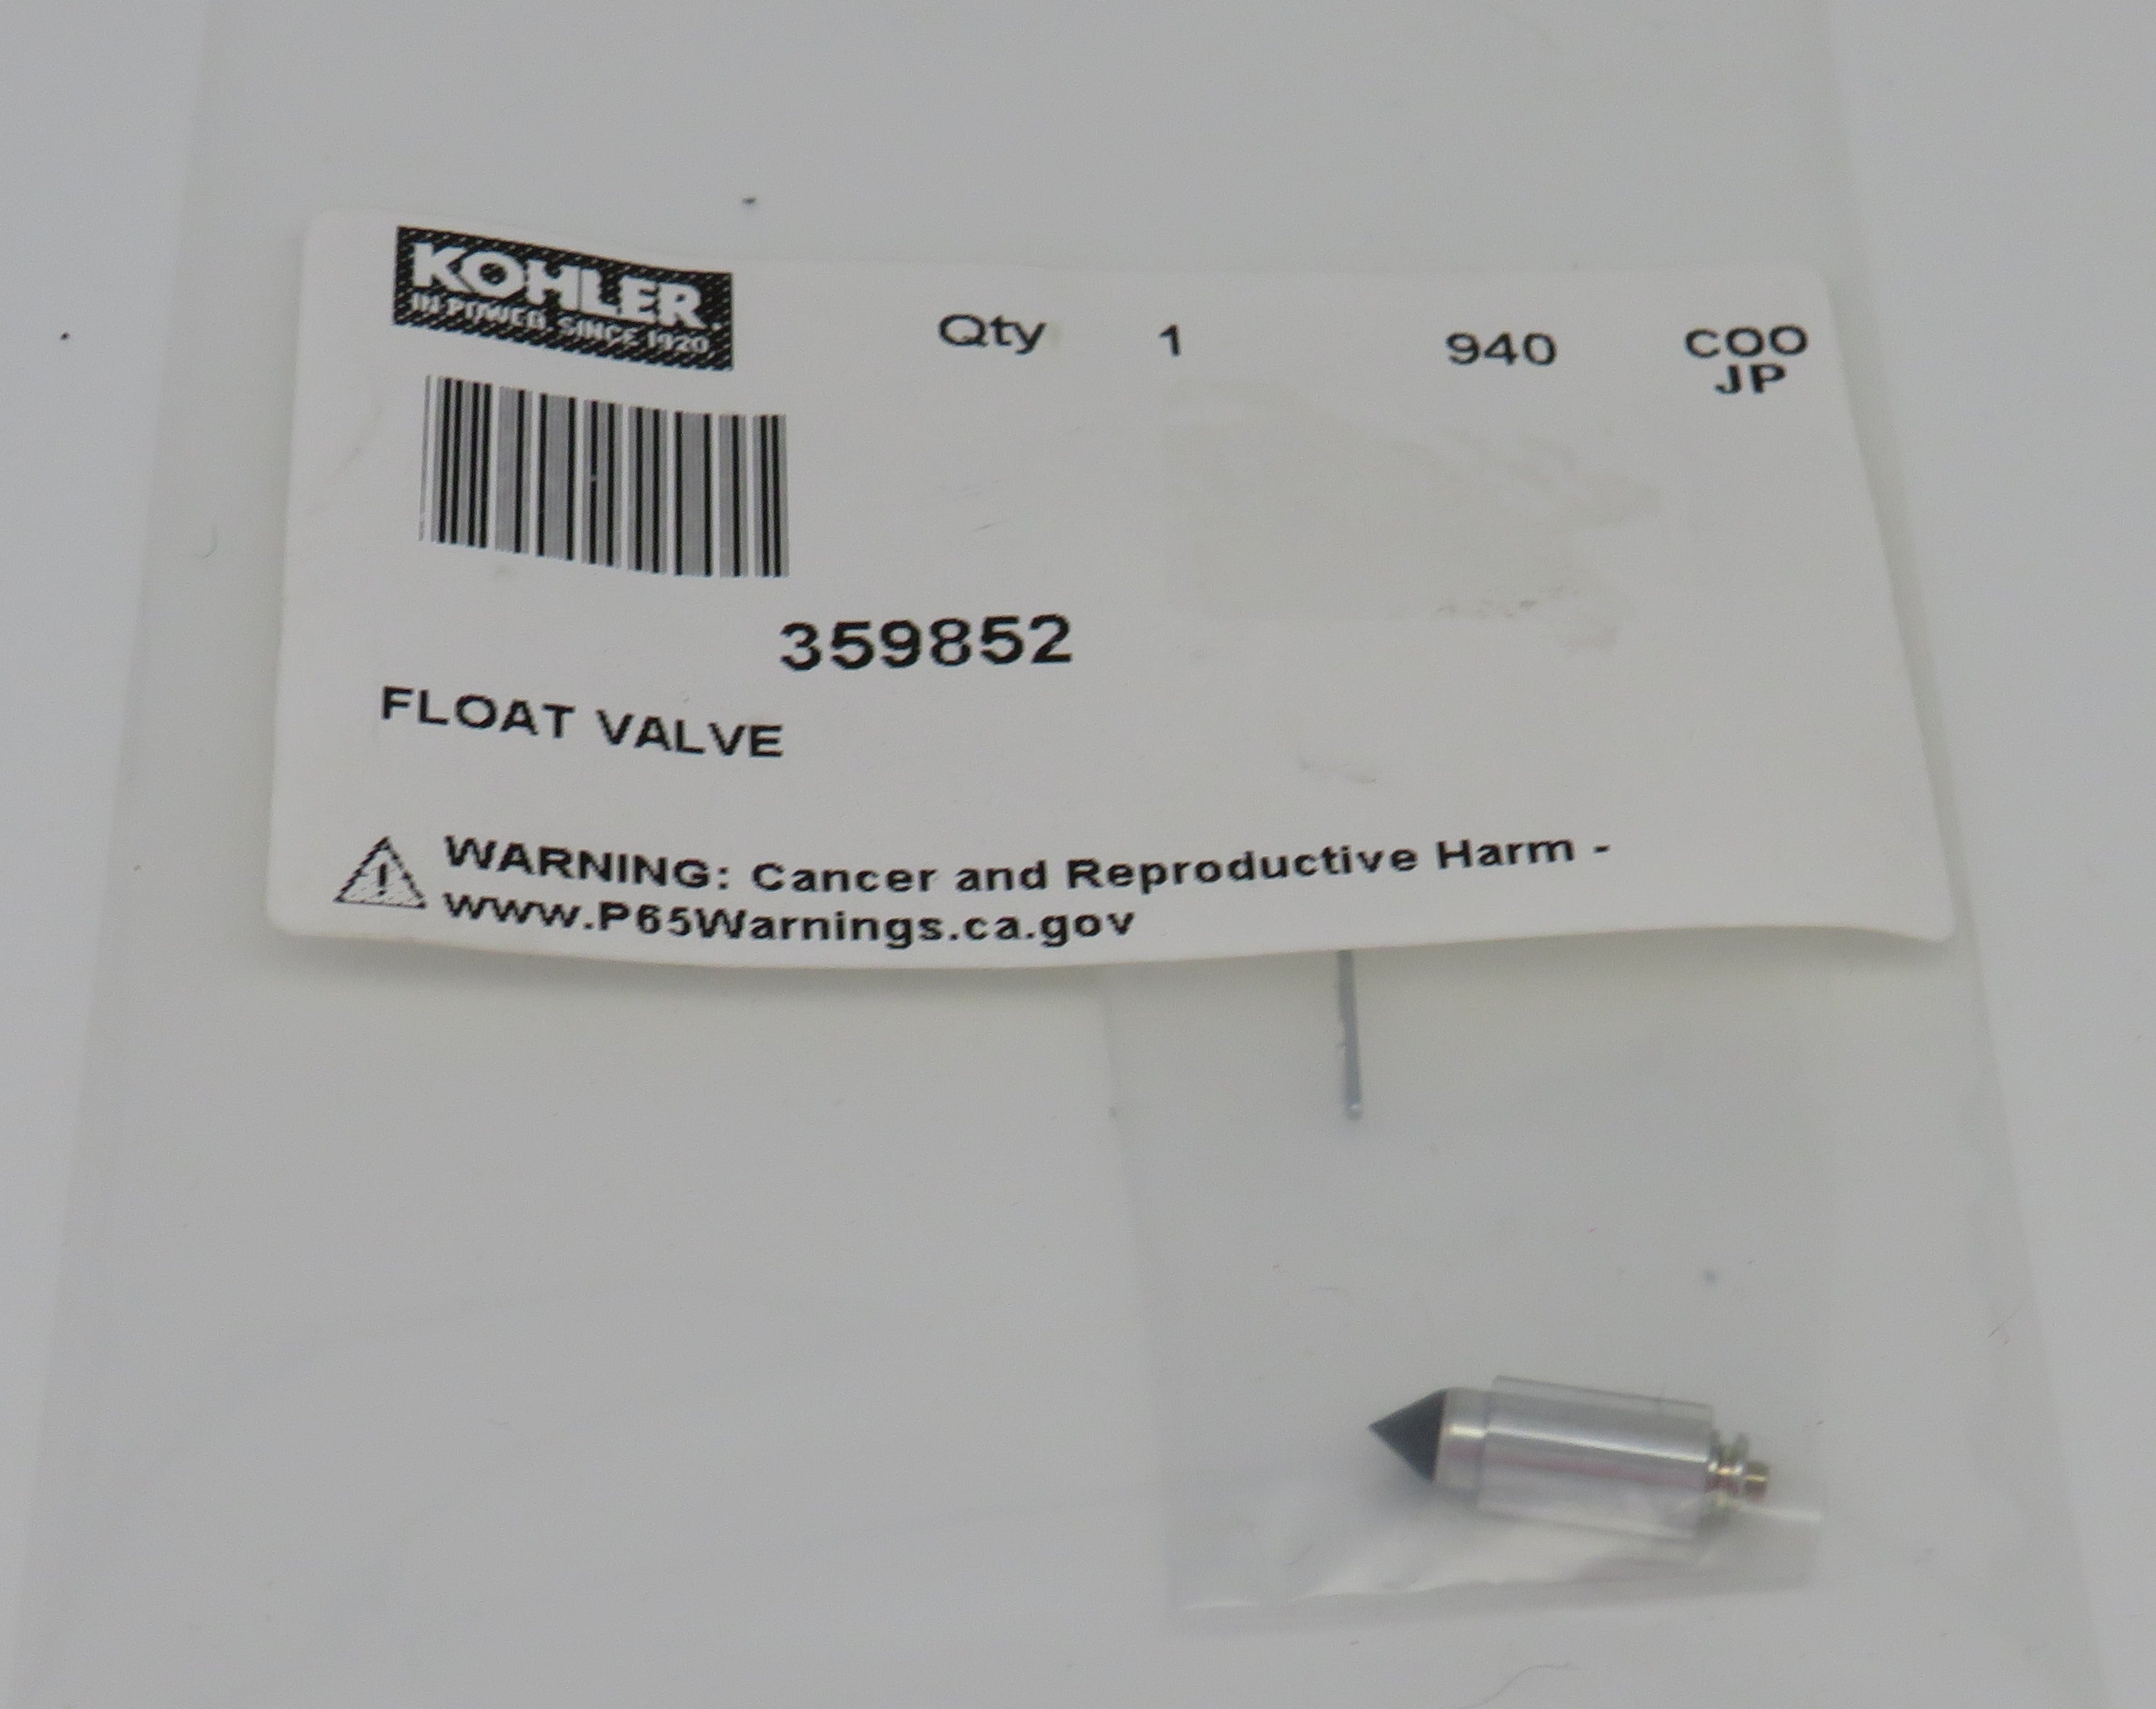 KOHLER
IN POWER. SINCE 1920.
Qty 1 940 COO
JP
359852
FLOAT VALVE
WARNING: Cancer and Reproductive Harm -
www.P65Warnings.ca.gov